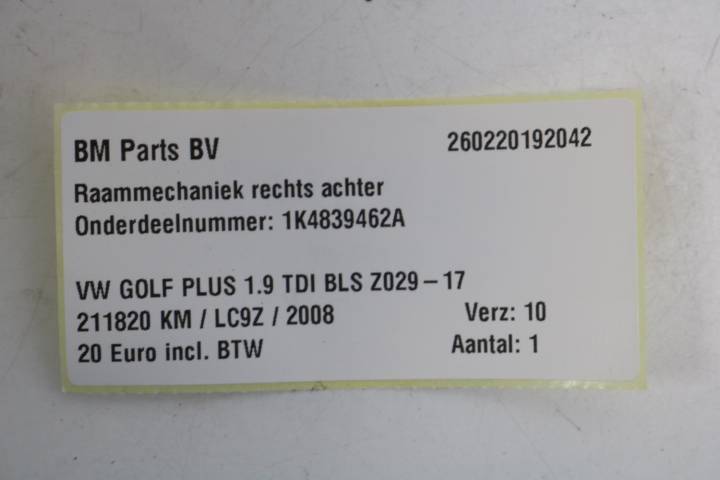 BM Parts BV 260220192042
Raammechaniek rechts achter
Onderdeelnummer: 1K4839462A
VW GOLF PLUS 1.9 TDI BLS Z029-17
211820 KM / LC9Z / 2008 Verz: 10
20 Euro incl. BTW Aantal: 1